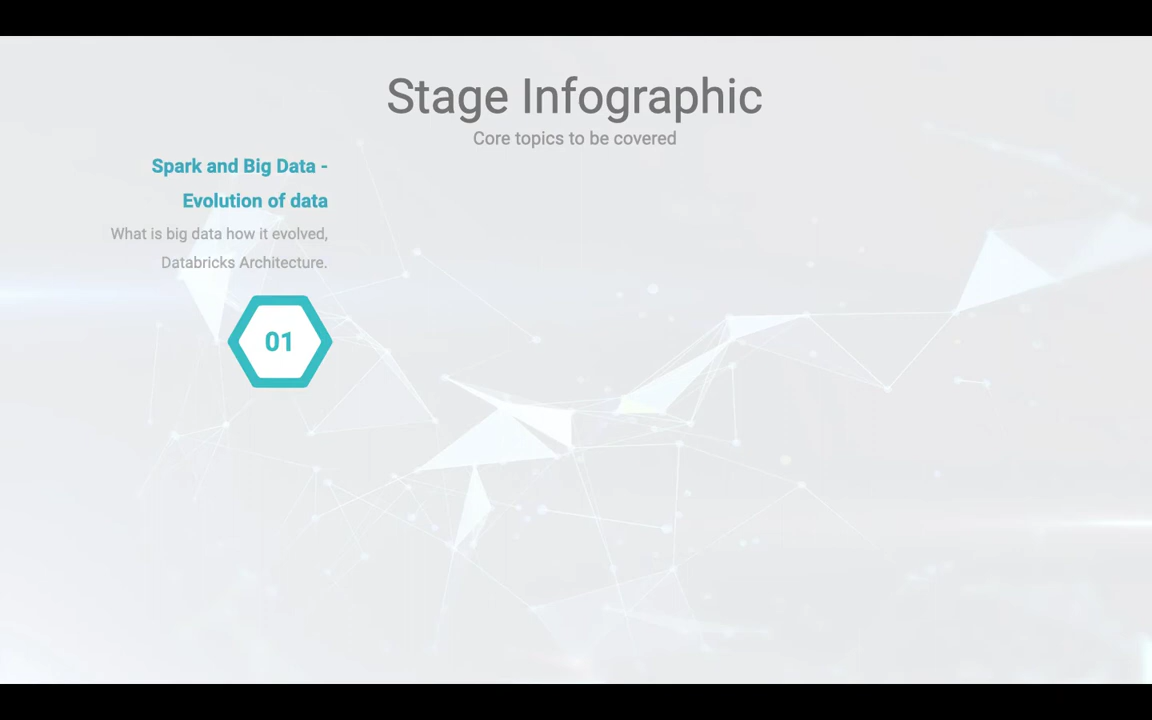 Stage Infographic
Core topics to be covered
Spark and Big Data -
Evolution of data
What is big data how it evolved,
Databricks Architecture.
01